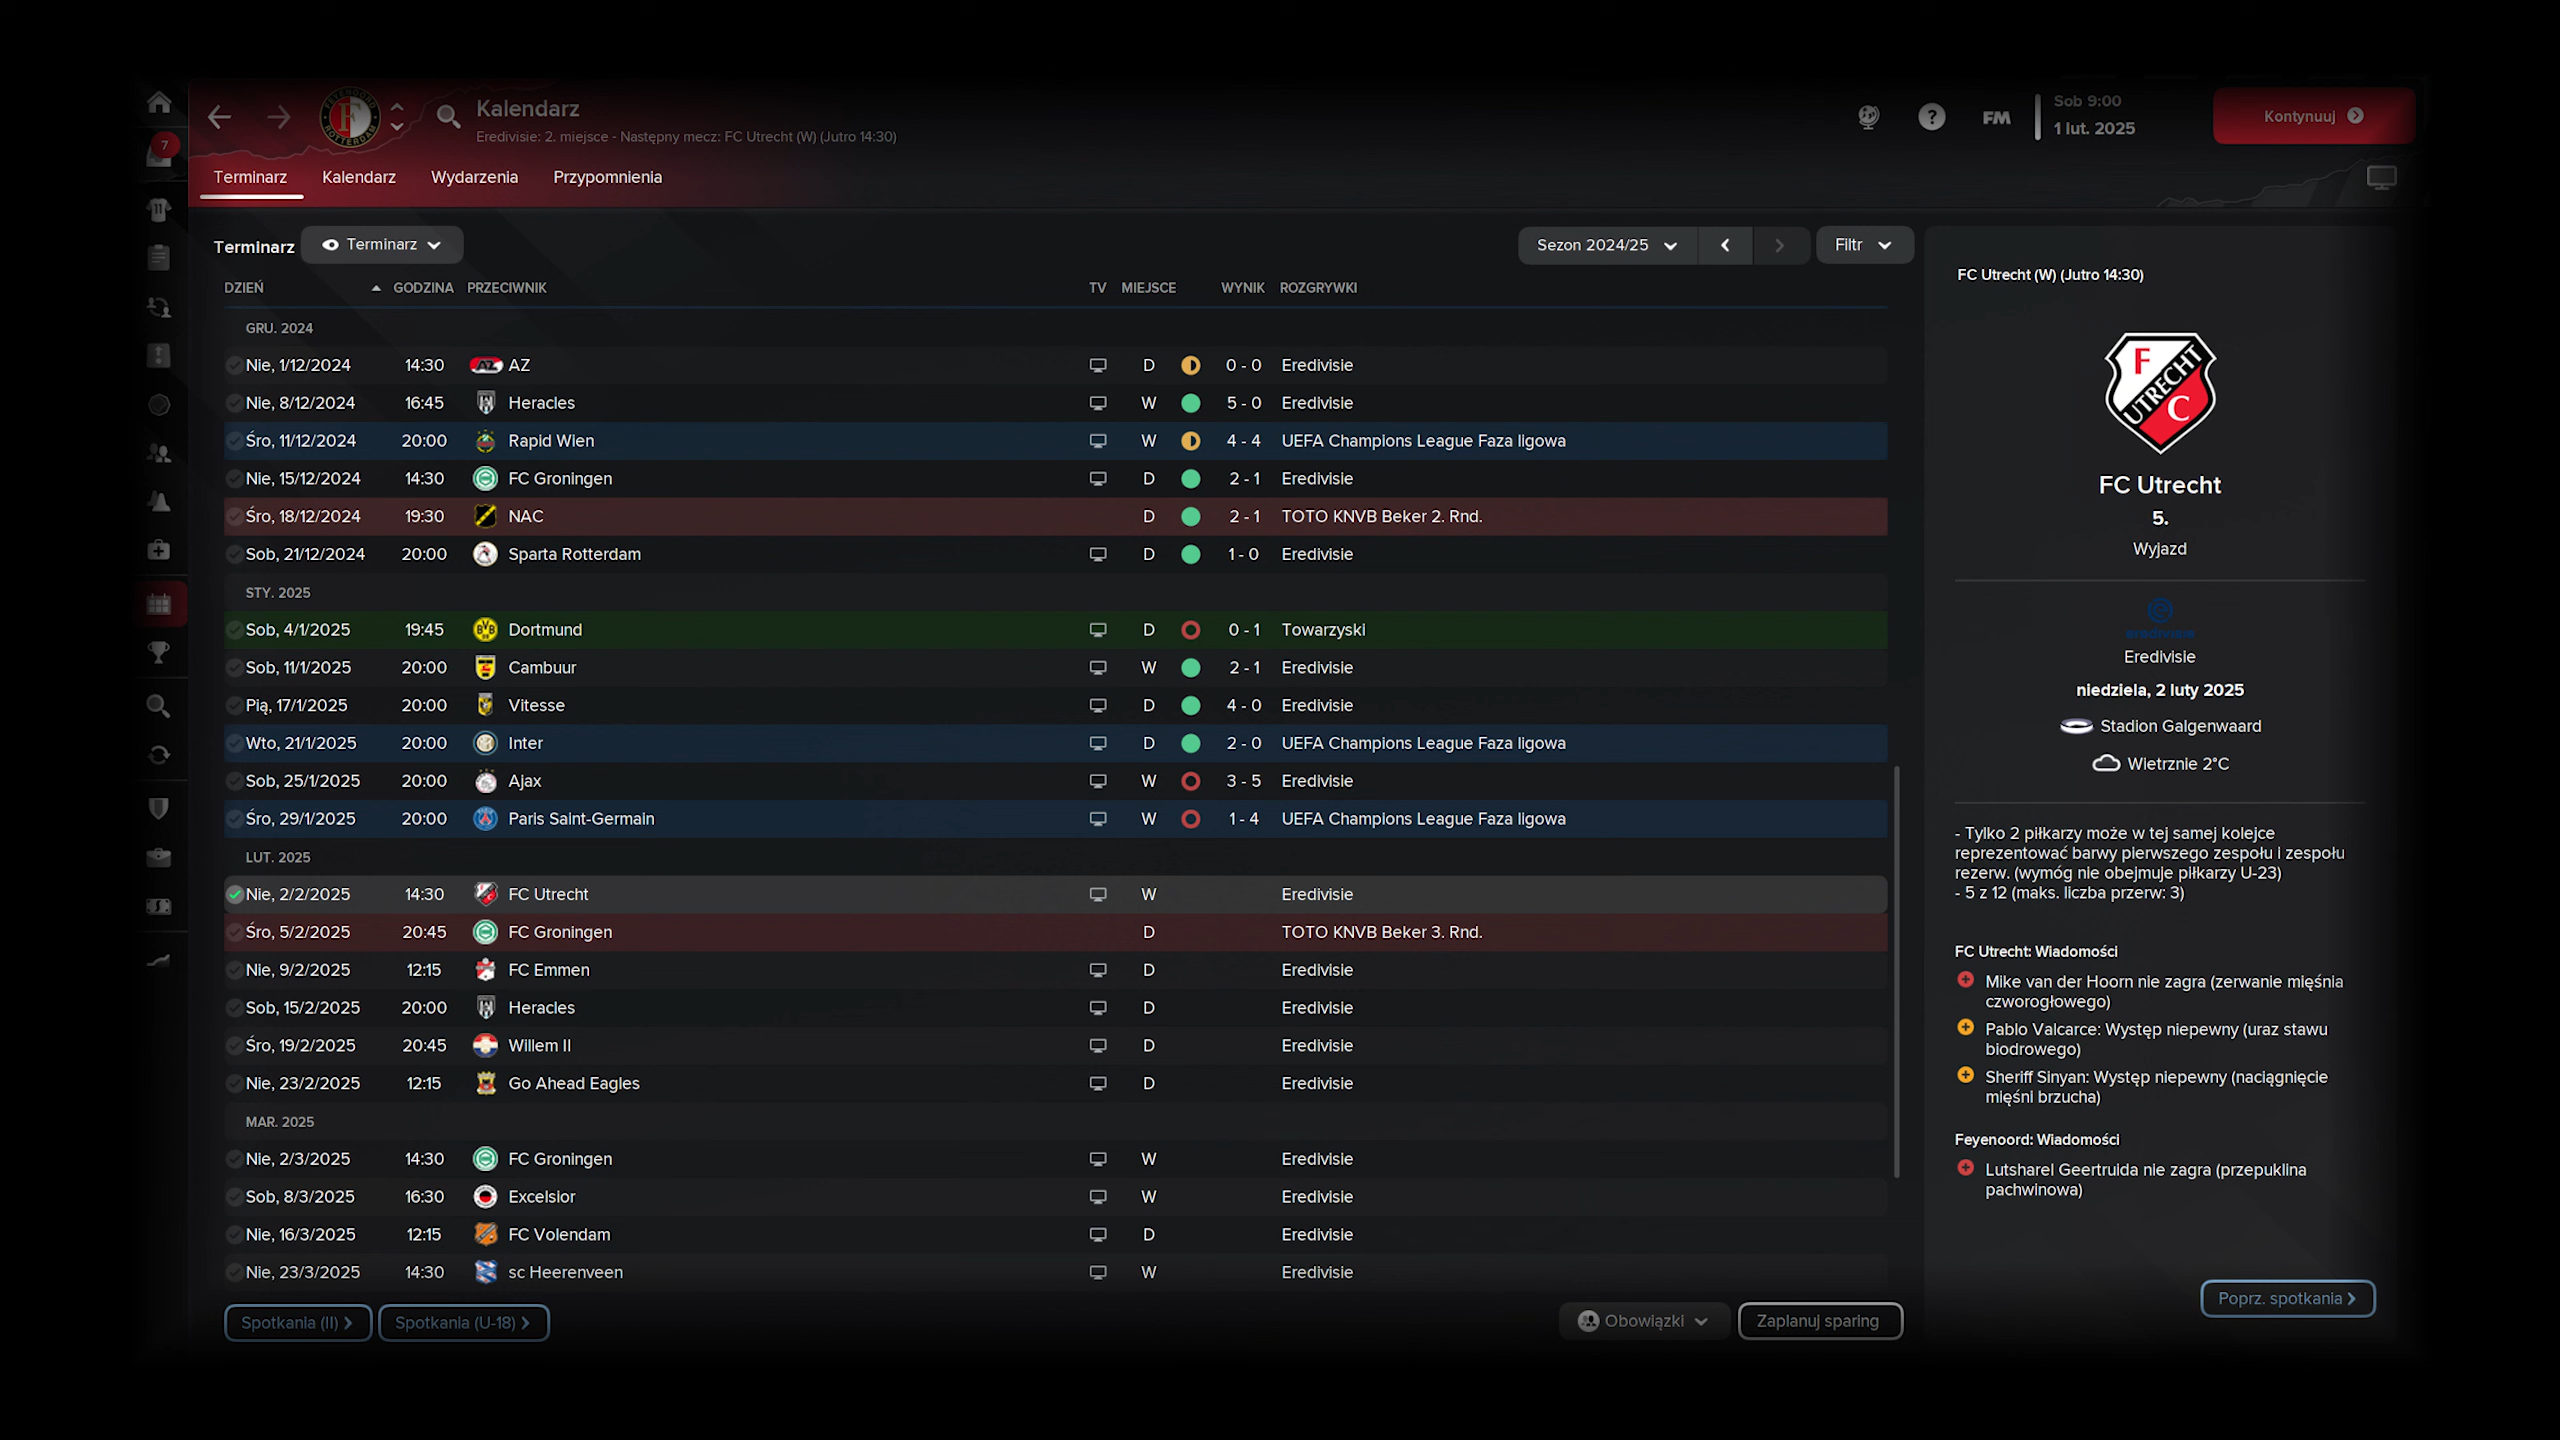 Kalendarz
Eredivisie: 2. miejsce - Następny mecz: FC Utrecht (W) (Jutro 14:30)
FM
Sob 9:00
1 lut. 2025
Kontynuuj
7
Terminarz Kalendarz Wydarzenia Przypomnienia
Terminarz Terminarz Sezon 2024/25 Filtr
DZIEŃ GODZINA PRZECIWNIK TV MIEJSCE WYNIK ROZGRYWKI
GRU. 2024
Nie, 1/12/2024 14:30 AZ D 0 - 0 Eredivisie
Nie, 8/12/2024 16:45 Heracles W 5 - 0 Eredivisie
Śro, 11/12/2024 20:00 Rapid Wien W 4 - 4 UEFA Champions League Faza ligowa
Nie, 15/12/2024 14:30 FC Groningen D 2 - 1 Eredivisie
Śro, 18/12/2024 19:30 NAC D 2 - 1 TOTO KNVB Beker 2. Rnd.
Sob, 21/12/2024 20:00 Sparta Rotterdam D 1 - 0 Eredivisie
STY. 2025
Sob, 4/1/2025 19:45 Dortmund D 0 - 1 Towarzyski
Sob, 11/1/2025 20:00 Cambuur W 2 - 1 Eredivisie
Pią, 17/1/2025 20:00 Vitesse D 4 - 0 Eredivisie
Wto, 21/1/2025 20:00 Inter D 2 - 0 UEFA Champions League Faza ligowa
Sob, 25/1/2025 20:00 Ajax W 3 - 5 Eredivisie
Śro, 29/1/2025 20:00 Paris Saint-Germain W 1 - 4 UEFA Champions League Faza ligowa
LUT. 2025
Nie, 2/2/2025 14:30 FC Utrecht W Eredivisie
Śro, 5/2/2025 20:45 FC Groningen D TOTO KNVB Beker 3. Rnd.
Nie, 9/2/2025 12:15 FC Emmen D Eredivisie
Sob, 15/2/2025 20:00 Heracles D Eredivisie
Śro, 19/2/2025 20:45 Willem II D Eredivisie
Nie, 23/2/2025 12:15 Go Ahead Eagles D Eredivisie
MAR. 2025
Nie, 2/3/2025 14:30 FC Groningen W Eredivisie
Sob, 8/3/2025 16:30 Excelsior W Eredivisie
Nie, 16/3/2025 12:15 FC Volendam D Eredivisie
Nie, 23/3/2025 14:30 sc Heerenveen W Eredivisie
Spotkania (II) Spotkania (U-18) Obowiązki Zaplanuj sparing
FC Utrecht (W) (Jutro 14:30)
F
UTRECHT
C
FC Utrecht
5.
Wyjazd
eredivisie
Eredivisie
niedziela, 2 luty 2025
Stadion Galgenwaard
Wietrznie 2°C
- Tylko 2 piłkarzy może w tej samej kolejce
reprezentować barwy pierwszego zespołu i zespołu
rezerw. (wymóg nie obejmuje piłkarzy U-23)
- 5 z 12 (maks. liczba przerw: 3)
FC Utrecht: Wiadomości
Mike van der Hoorn nie zagra (zerwanie mięśnia
czworogłowego)
Pablo Valcarce: Występ niepewny (uraz stawu
biodrowego)
Sheriff Sinyan: Występ niepewny (naciągnięcie
mięśni brzucha)
Feyenoord: Wiadomości
Lutsharel Geertruida nie zagra (przepuklina
pachwinowa)
Poprz. spotkania